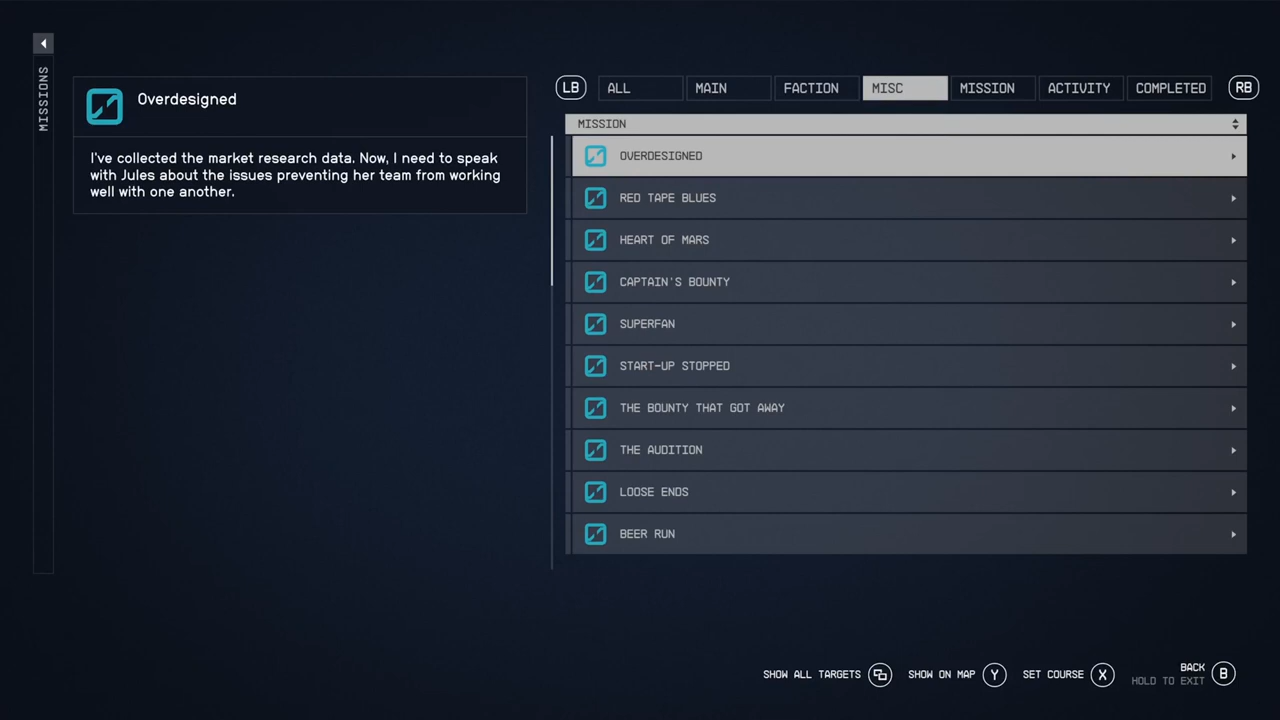 MISSIONS
Overdesigned
I've collected the market research data. Now, I need to speak
with Jules about the issues preventing her team from working
well with one another.
LB ALL MAIN FACTION MISC MISSION ACTIVITY COMPLETED RB
MISSION
OVERDESIGNED
RED TAPE BLUES
HEART OF MARS
CAPTAIN'S BOUNTY
SUPERFAN
START-UP STOPPED
THE BOUNTY THAT GOT AWAY
THE AUDITION
LOOSE ENDS
BEER RUN
SHOW ALL TARGETS SHOW ON MAP Y SET COURSE X BACK B
HOLD TO EXIT